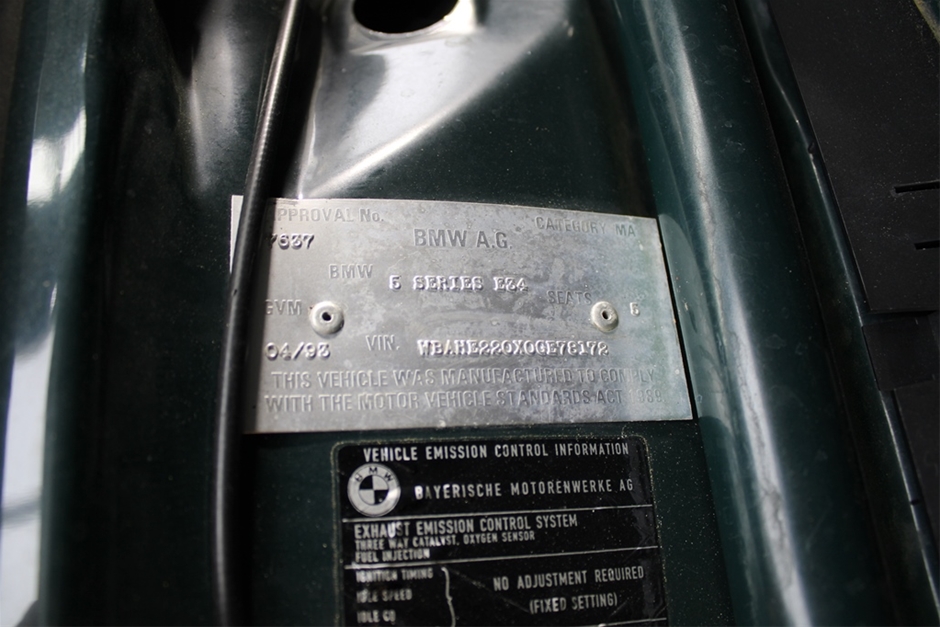 PPROVAL No.
CATEGORY MA
7637
BMW A.G.
BMW 5 SERIES E34
GVM
SEATS 5
04/93 VIN. WBAHE220X0GE76172
THIS VEHICLE WAS MANUFACTURED TO COMPLY
WITH THE MOTOR VEHICLE STANDARDS ACT 1989
VEHICLE EMISSION CONTROL INFORMATION
BMW
BAYERISCHE MOTORENWERKE AG
EXHAUST EMISSION CONTROL SYSTEM
THREE WAY CATALYST, OXYGEN SENSOR
FUEL INJECTION
IGNITION TIMING
IDLE SPEED
IDLE CO
NO ADJUSTMENT REQUIRED
(FIXED SETTING)